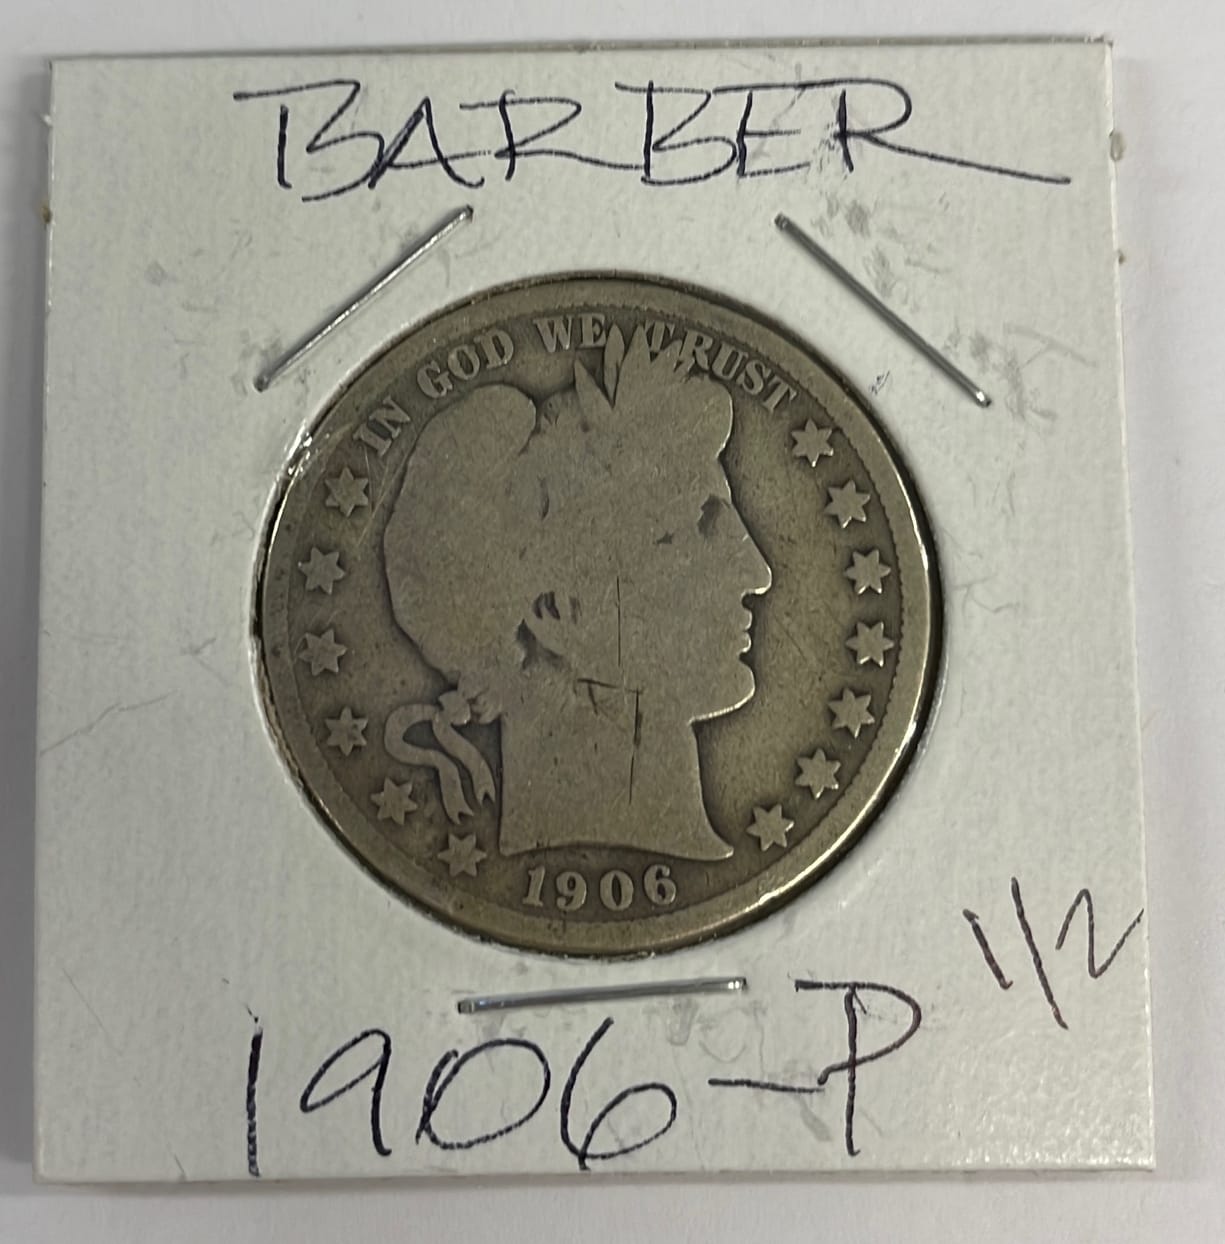 BARBER
IN GOD WE TRUST
1906
1/2
1906-P